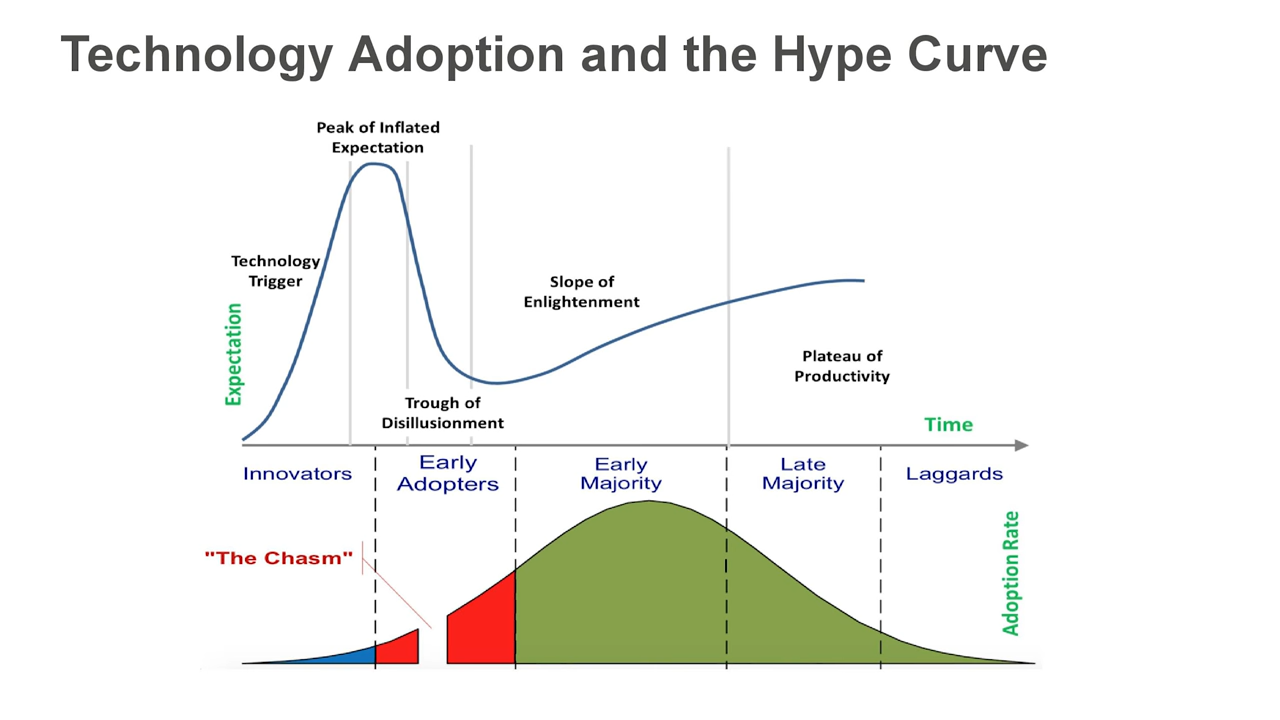 Technology Adoption and the Hype Curve
Peak of Inflated
Expectation
Technology
Trigger
Expectation
Slope of
Enlightenment
Plateau of
Productivity
Trough of
Disillusionment
Time
Innovators
Early
Adopters
Early
Majority
Late
Majority
Laggards
"The Chasm"
Adoption Rate